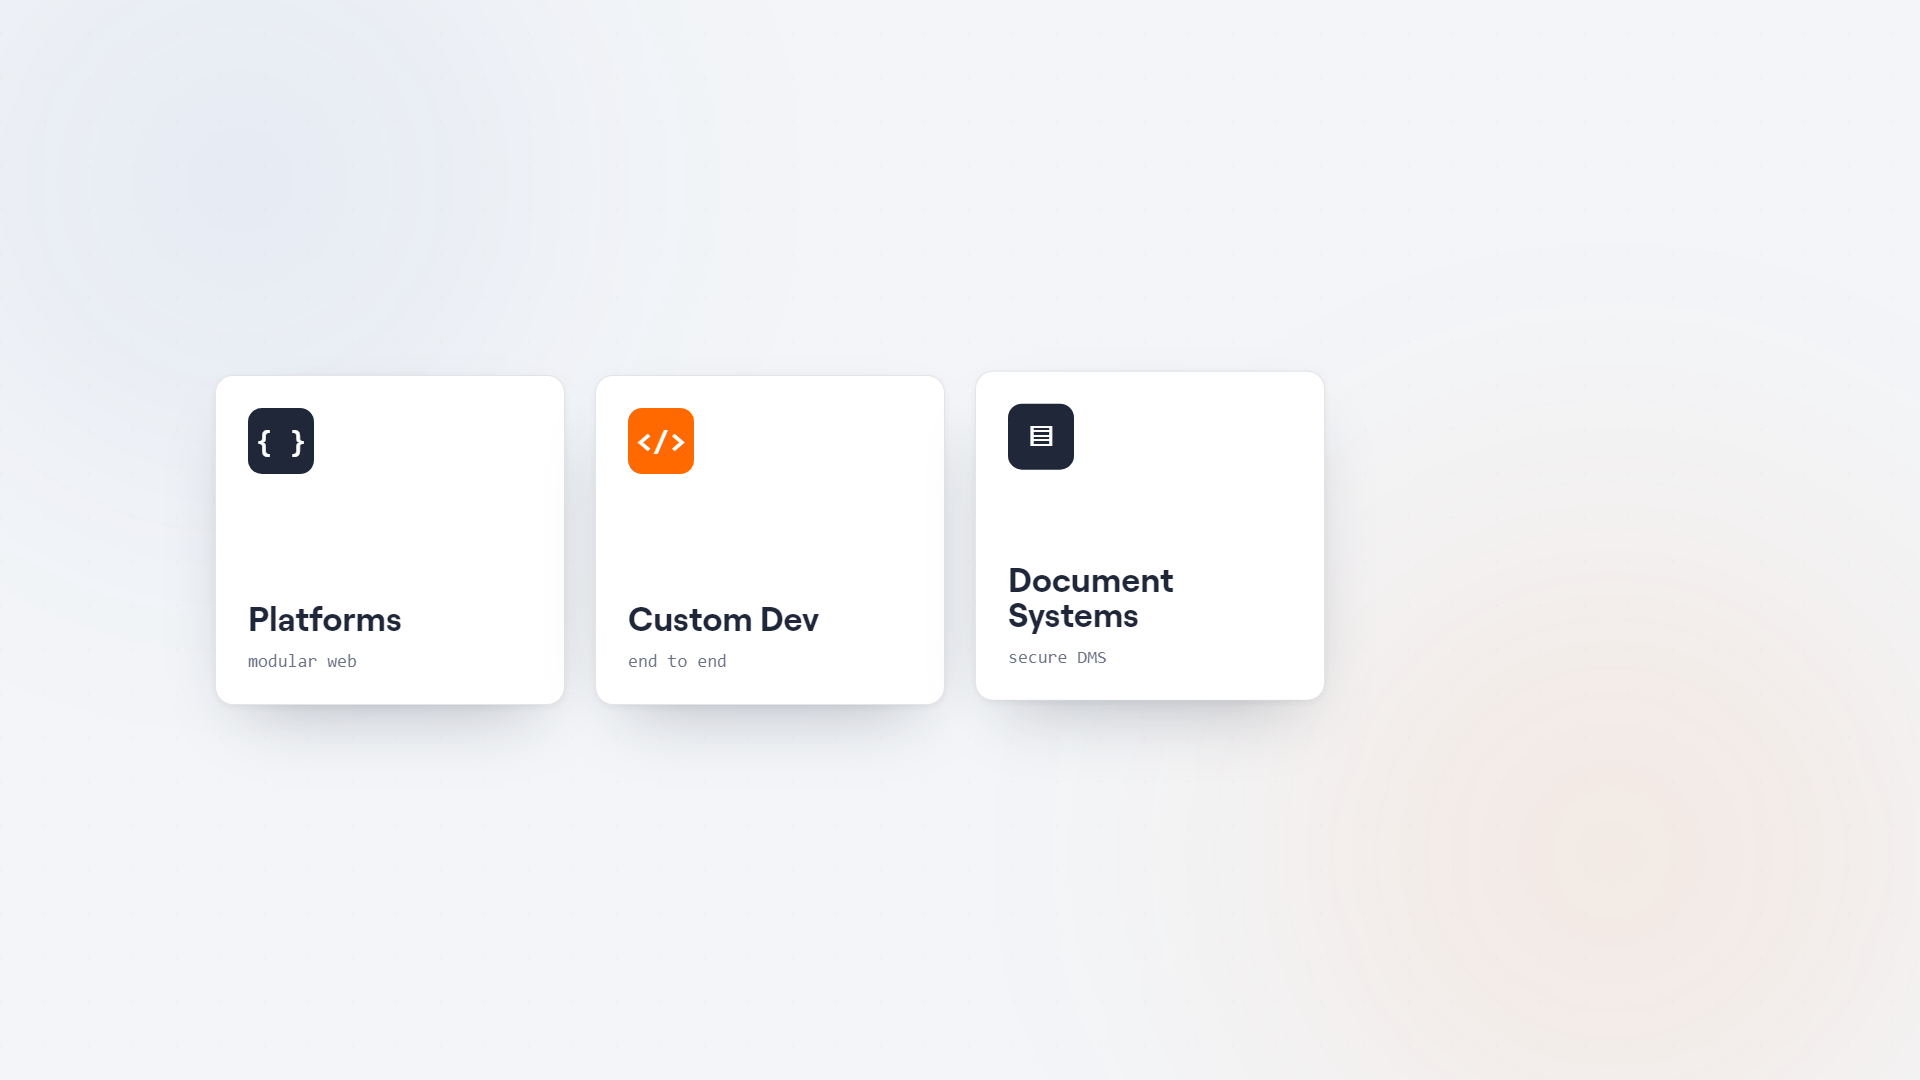 { }
Platforms
modular web
</>
Custom Dev
end to end
Document
Systems
secure DMS